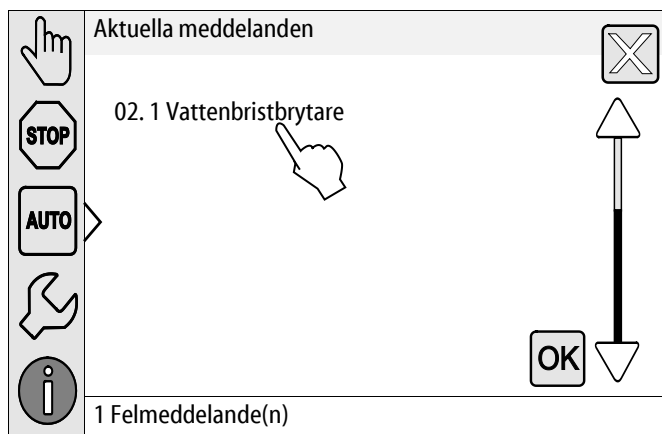 Aktuella meddelanden
02. 1 Vattenbristbrytare
STOP
AUTO
OK
1 Felmeddelande(n)